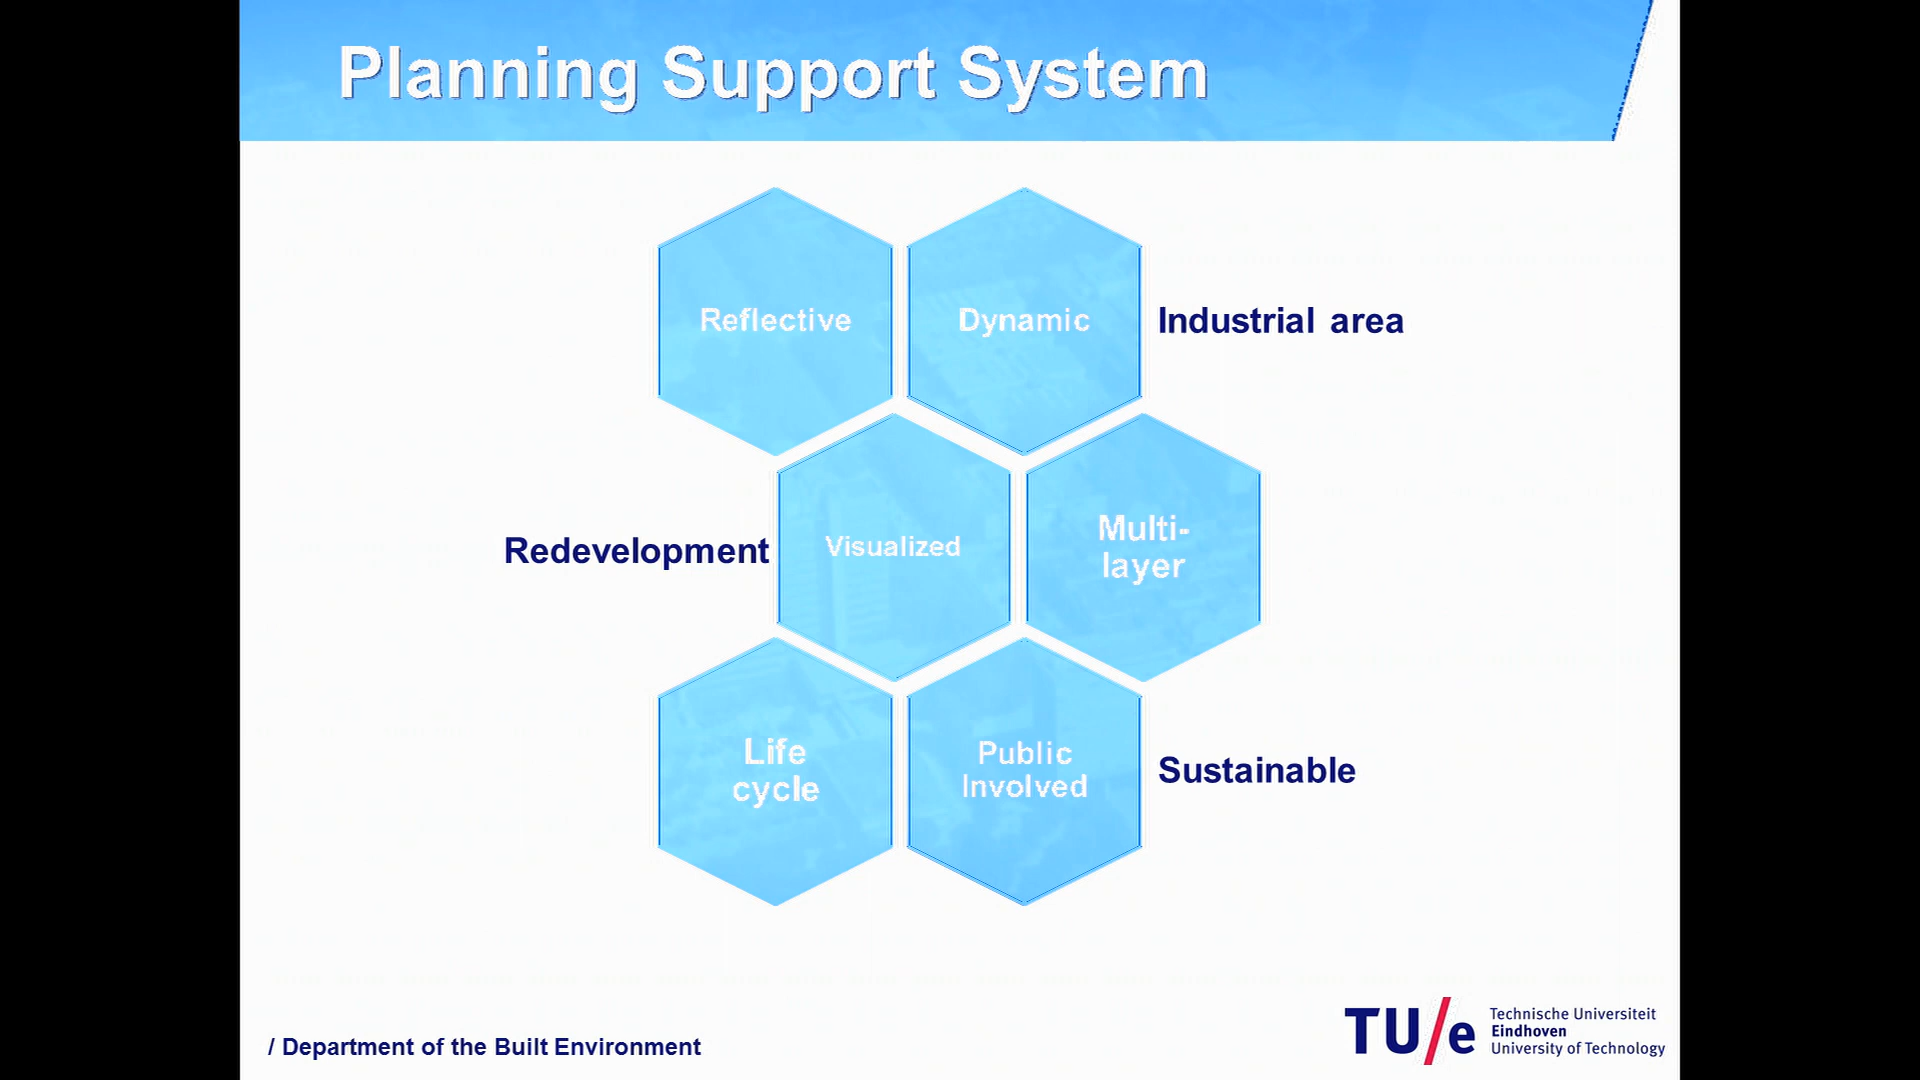 Planning Support System
Reflective
Dynamic
Industrial area
Redevelopment
Visualized
Multi-
layer
Life
cycle
Public
Involved
Sustainable
/ Department of the Built Environment
TU/e
Technische Universiteit
Eindhoven
University of Technology